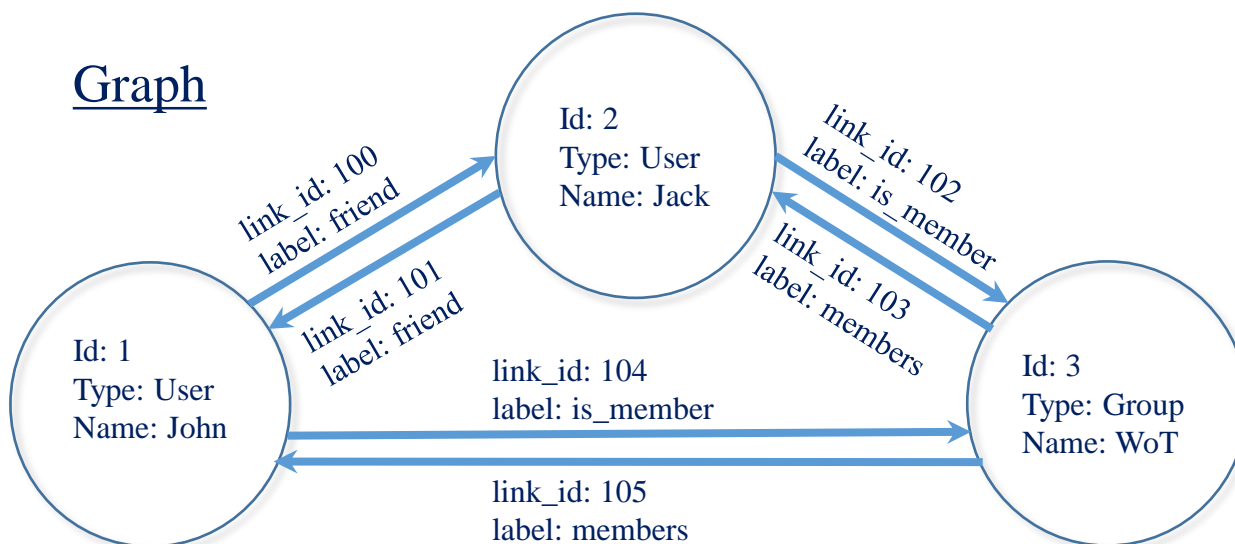 Graph
Id: 2
Type: User
Name: Jack
link_id: 100
label: friend
link_id: 101
label: friend
link_id: 102
label: is_member
link_id: 103
label: members
Id: 1
Type: User
Name: John
link_id: 104
label: is_member
link_id: 105
label: members
Id: 3
Type: Group
Name: WoT